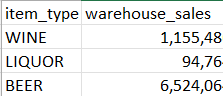 item_type warehouse_sales
WINE 1,155,48
LIQUOR 94,76
BEER 6,524,06